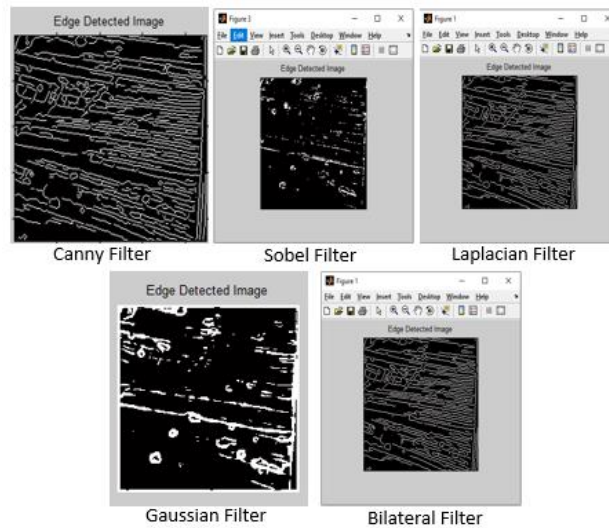 Edge Detected Image
Figure 3
File Edit View Insert Tools Desktop Window Help
Edge Detected Image
Figure 1
File Edit View Insert Tools Desktop Window Help
Edge Detected Image
Canny Filter
Sobel Filter
Laplacian Filter
Edge Detected Image
Figure 1
File Edit View Insert Tools Desktop Window Help
Edge Detected Image
Gaussian Filter
Bilateral Filter